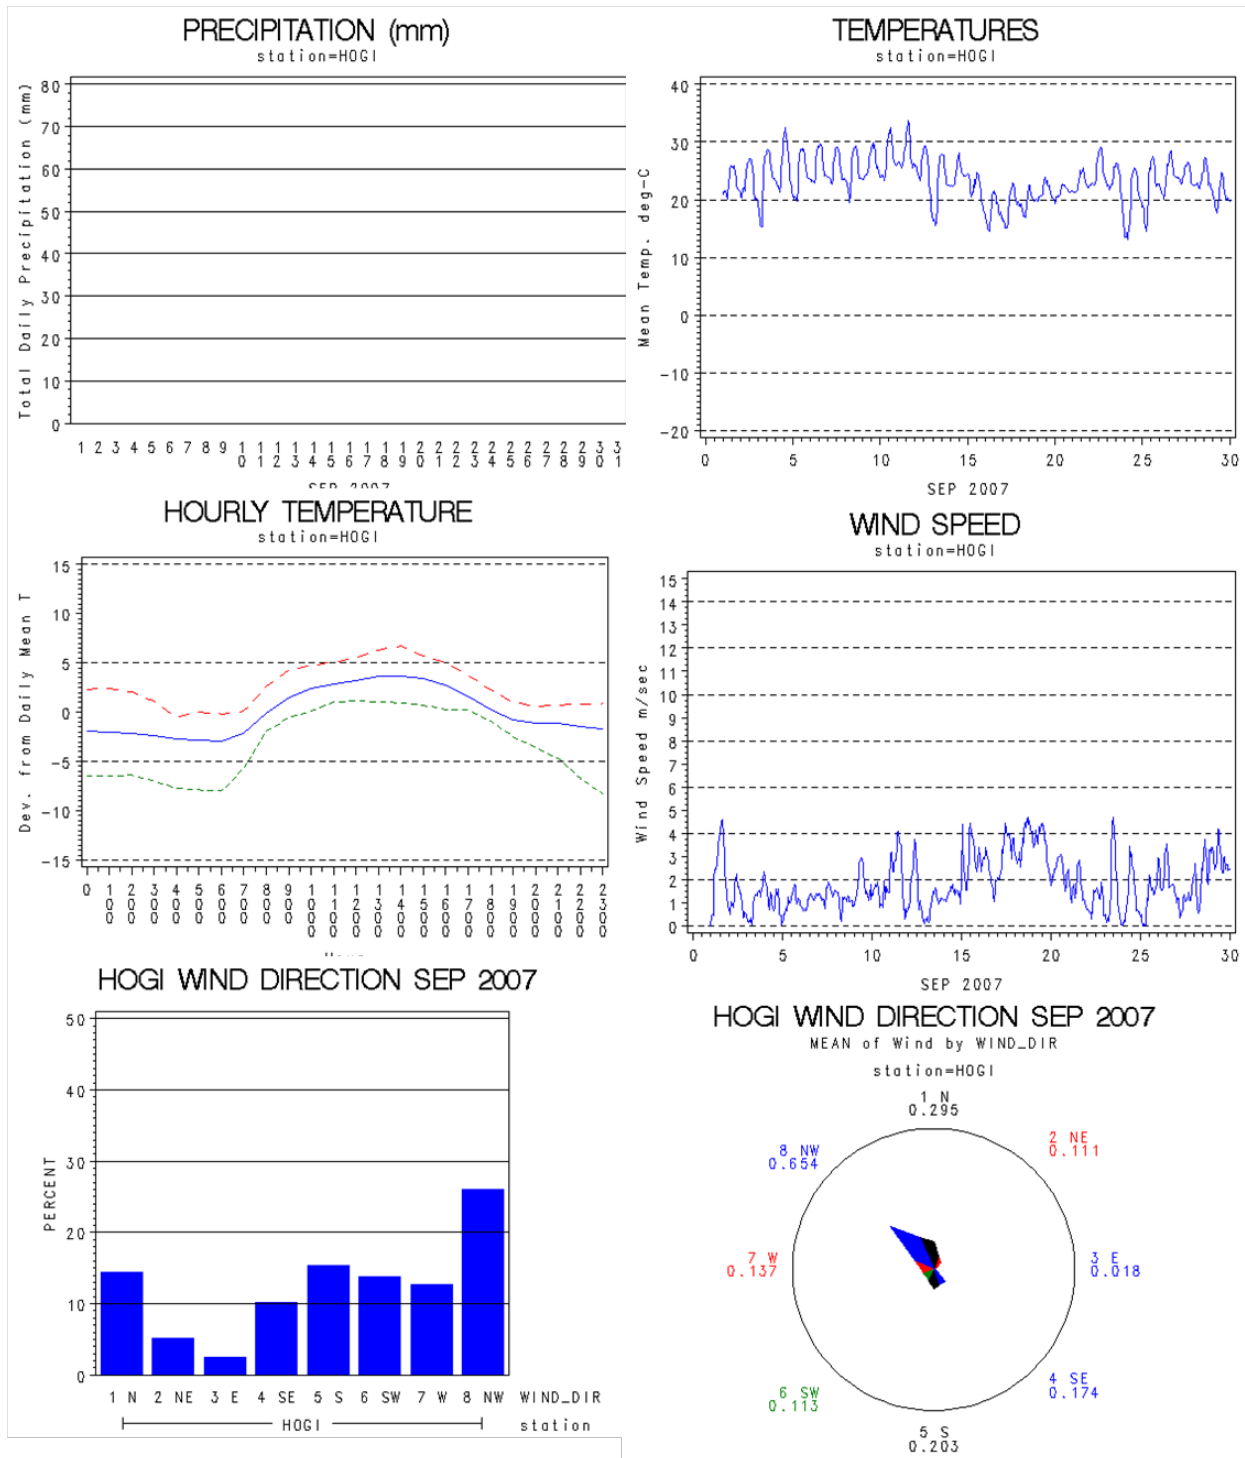 PRECIPITATION (mm)
station=HOGI
Total Daily Precipitation (mm)
80
70
60
50
40
30
20
10
0
1 2 3 4 5 6 7 8 9 10 11 12 13 14 15 16 17 18 19 20 21 22 23 24 25 26 27 28 29 30 31
SEP 2007
TEMPERATURES
station=HOGI
Mean Temp. deg-C
40
30
20
10
0
-10
-20
0 5 10 15 20 25 30
SEP 2007
HOURLY TEMPERATURE
station=HOGI
Dev. from Daily Mean T
15
10
5
0
-5
-10
-15
0 100 200 300 400 500 600 700 800 900 1000 1100 1200 1300 1400 1500 1600 1700 1800 1900 2000 2100 2200 2300
WIND SPEED
station=HOGI
Wind Speed m/sec
15
14
13
12
11
10
9
8
7
6
5
4
3
2
1
0
0 5 10 15 20 25 30
SEP 2007
HOGI WIND DIRECTION SEP 2007
PERCENT
50
40
30
20
10
0
1 N 2 NE 3 E 4 SE 5 S 6 SW 7 W 8 NW WIND_DIR
HOGI station
HOGI WIND DIRECTION SEP 2007
MEAN of Wind by WIND_DIR
station=HOGI
1 N
0.295
2 NE
0.111
8 NW
0.654
7 W
0.137
3 E
0.018
4 SE
0.174
6 SW
0.113
5 S
0.203